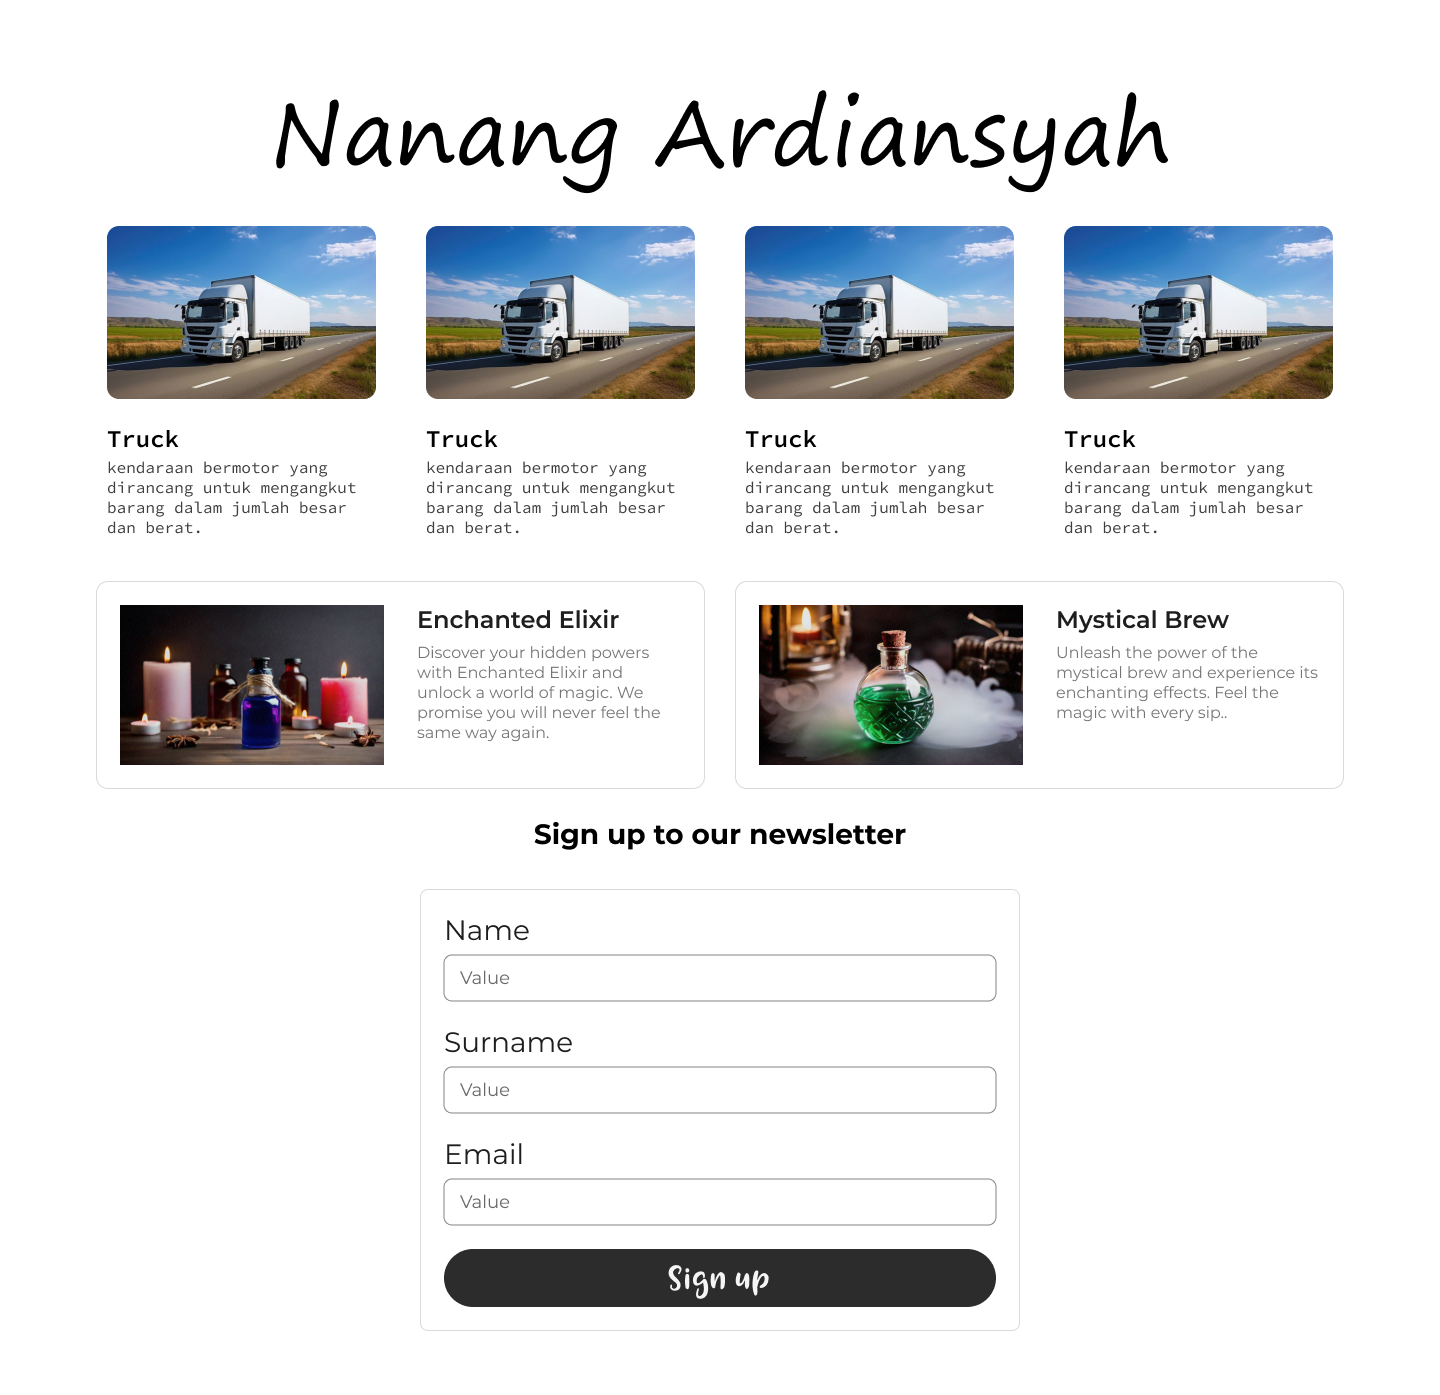 Nanang Ardiansyah
Truck
kendaraan bermotor yang
dirancang untuk mengangkut
barang dalam jumlah besar
dan berat.
Truck
kendaraan bermotor yang
dirancang untuk mengangkut
barang dalam jumlah besar
dan berat.
Truck
kendaraan bermotor yang
dirancang untuk mengangkut
barang dalam jumlah besar
dan berat.
Truck
kendaraan bermotor yang
dirancang untuk mengangkut
barang dalam jumlah besar
dan berat.
Enchanted Elixir
Discover your hidden powers
with Enchanted Elixir and
unlock a world of magic. We
promise you will never feel the
same way again.
Mystical Brew
Unleash the power of the
mystical brew and experience its
enchanting effects. Feel the
magic with every sip..
Sign up to our newsletter
Name
Value
Surname
Value
Email
Value
Sign up